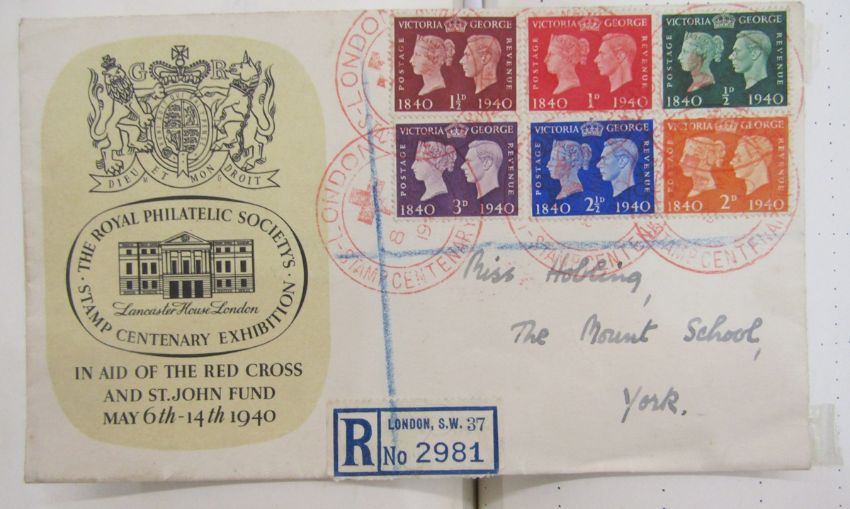 G R
DIEU ET MON DROIT
· THE ROYAL PHILATELIC SOCIETY'S ·
Lancaster House London
STAMP CENTENARY EXHIBITION
IN AID OF THE RED CROSS
AND ST. JOHN FUND
MAY 6th-14th 1940
VICTORIA GEORGE
POSTAGE REVENUE
1840 1½D 1940
VICTORIA GEORGE
POSTAGE REVENUE
1840 1D 1940
VICTORIA GEORGE
POSTAGE REVENUE
1840 ½D 1940
VICTORIA GEORGE
POSTAGE REVENUE
1840 3D 1940
VICTORIA GEORGE
POSTAGE REVENUE
1840 2½D 1940
VICTORIA GEORGE
POSTAGE REVENUE
1840 2D 1940
LONDON
STAMP CENTENARY
Miss Holling,
The Mount School,
York.
R
LONDON, S.W. 37
No 2981